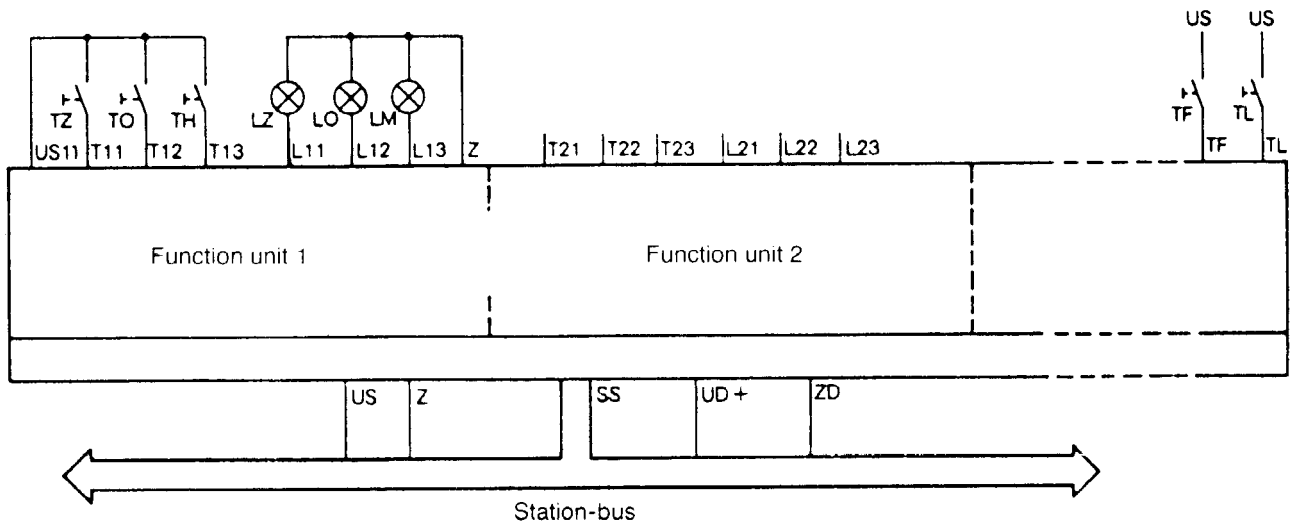 US US
TZ TO TH LZ LO LM TF TL
US11 T11 T12 T13 L11 L12 L13 Z T21 T22 T23 L21 L22 L23 TF TL
Function unit 1 Function unit 2
US Z SS UD+ ZD
Station-bus